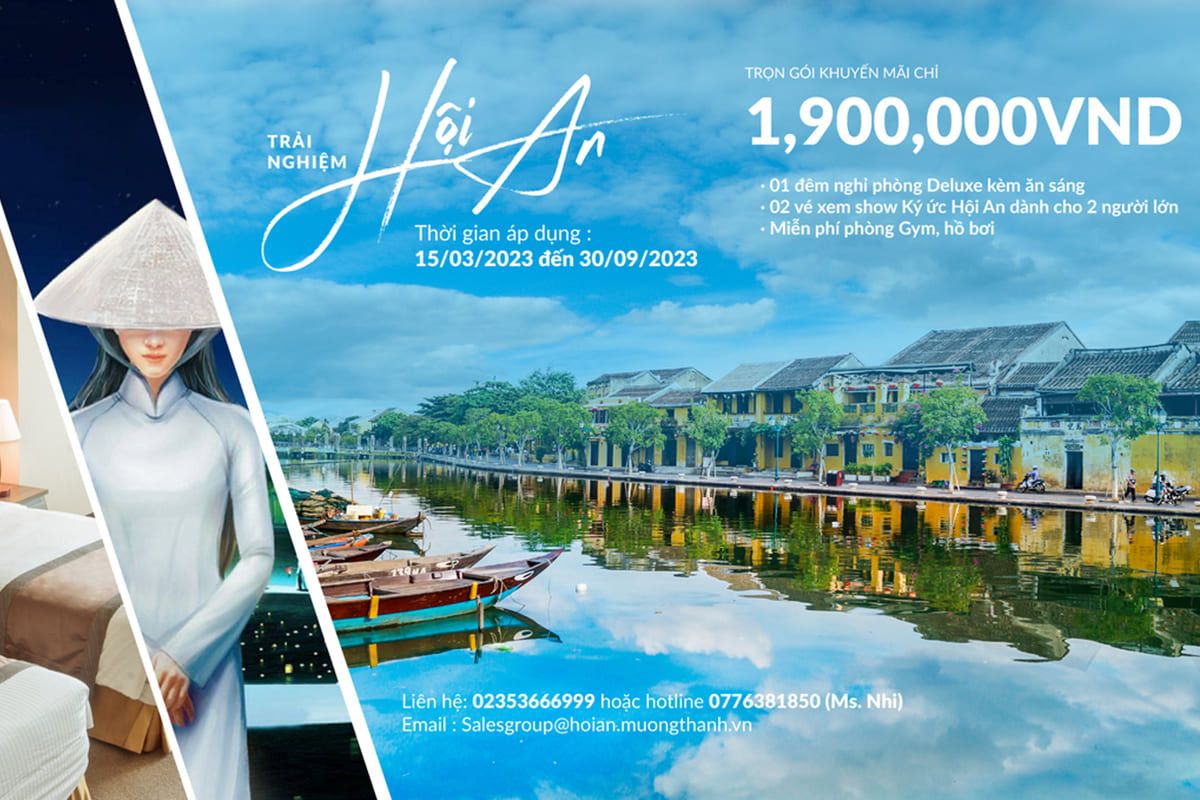 TRẢI
NGHIỆM
Hội An
Thời gian áp dụng :
15/03/2023 đến 30/09/2023
TRỌN GÓI KHUYẾN MÃI CHỈ
1,900,000VND
· 01 đêm nghỉ phòng Deluxe kèm ăn sáng
· 02 vé xem show Ký ức Hội An dành cho 2 người lớn
· Miễn phí phòng Gym, hồ bơi
Liên hệ: 02353666999 hoặc hotline 0776381850 (Ms. Nhi)
Email : Salesgroup@hoian.muongthanh.vn